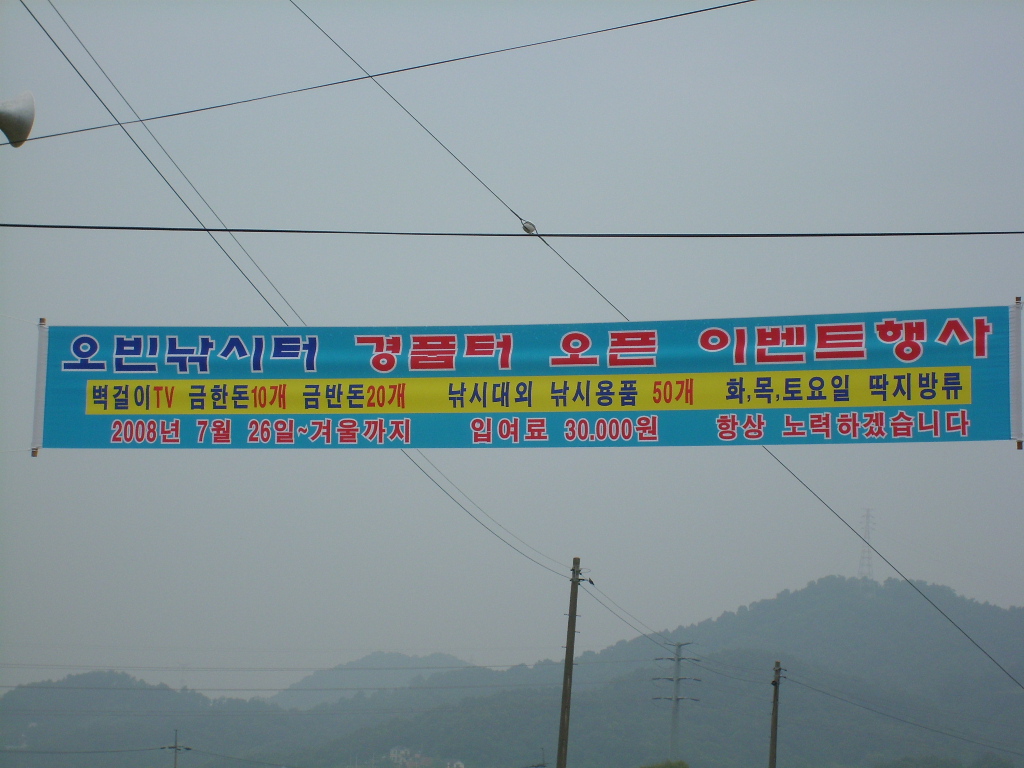 오빈낚시터 경품터 오픈 이벤트행사
벽걸이TV 금한돈10개 금반돈20개 낚시대외 낚시용품 50개 화,목,토요일 딱지방류
2008년 7월 26일~겨울까지 입여료 30.000원 항상 노력하겠습니다